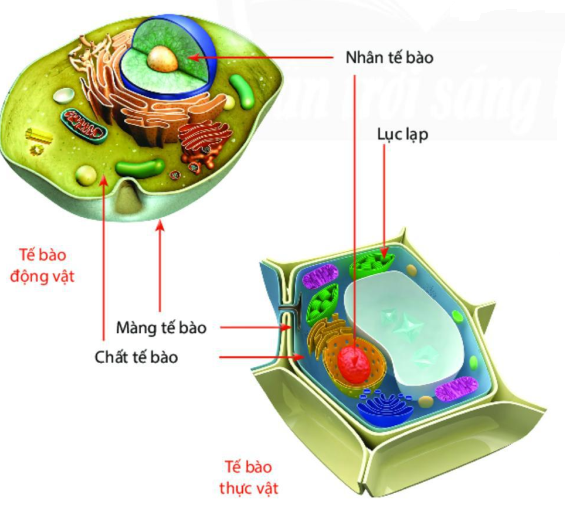 Nhân tế bào
Lục lạp
Tế bào
động vật
Màng tế bào
Chất tế bào
Tế bào
thực vật